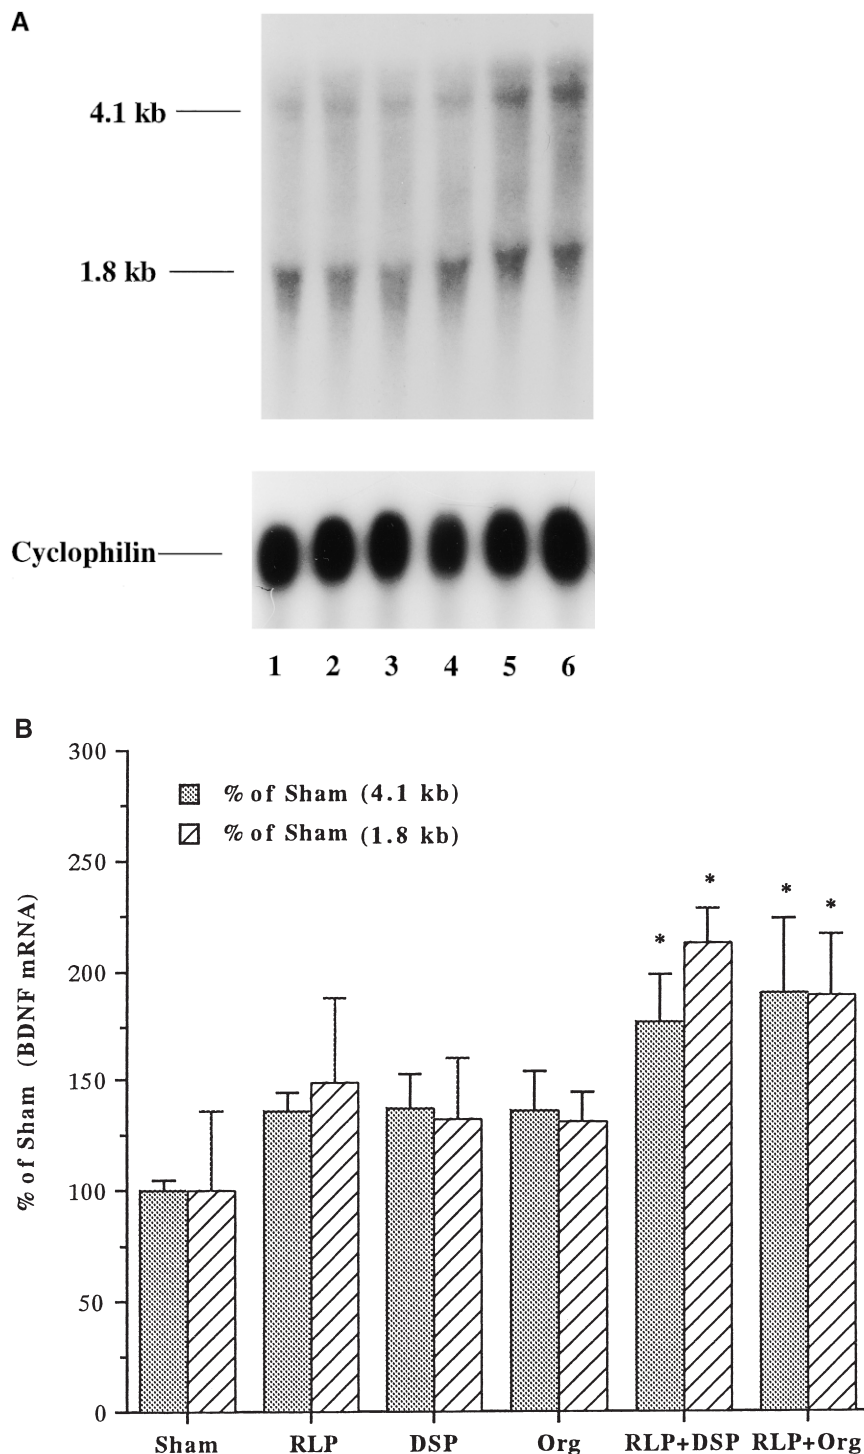 A
4.1 kb
1.8 kb
Cyclophilin
1 2 3 4 5 6
B
300
250
200
150
100
50
0
% of Sham (BDNF mRNA)
% of Sham (4.1 kb)
% of Sham (1.8 kb)
* * * *
Sham RLP DSP Org RLP+DSP RLP+Org